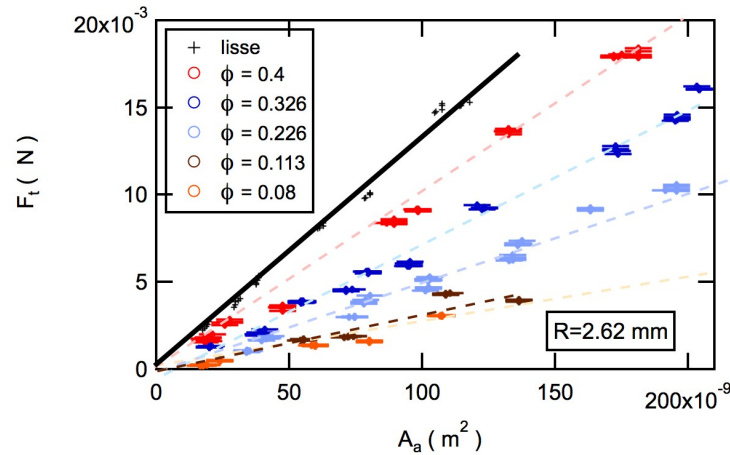 20x10⁻³
15
10
5
0
F_t ( N)
lisse
ϕ = 0.4
ϕ = 0.326
ϕ = 0.226
ϕ = 0.113
ϕ = 0.08
R=2.62 mm
0 50 100 150 200x10⁻⁹
A_a ( m²)